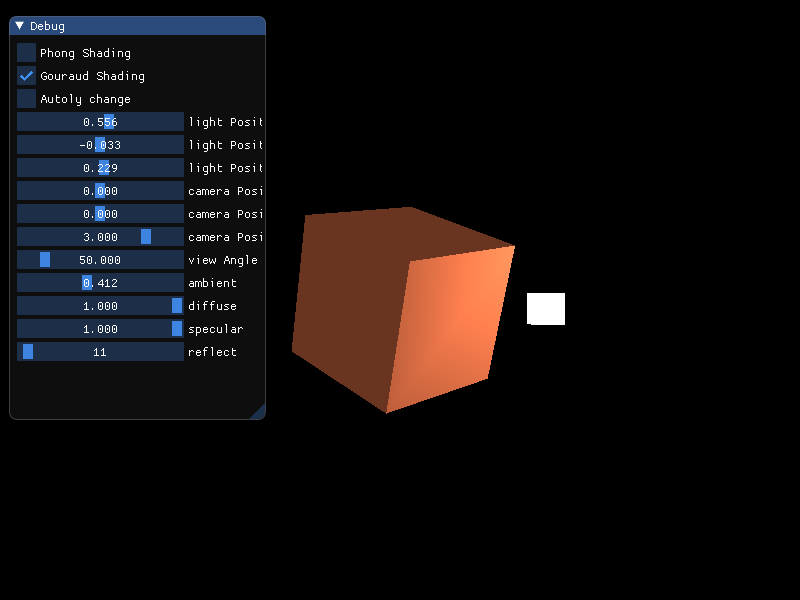 Debug
Phong Shading
Gouraud Shading
Autoly change
0.556 light Posit
-0.033 light Posit
0.229 light Posit
0.000 camera Posi
0.000 camera Posi
3.000 camera Posi
50.000 view Angle
0.412 ambient
1.000 diffuse
1.000 specular
11 reflect